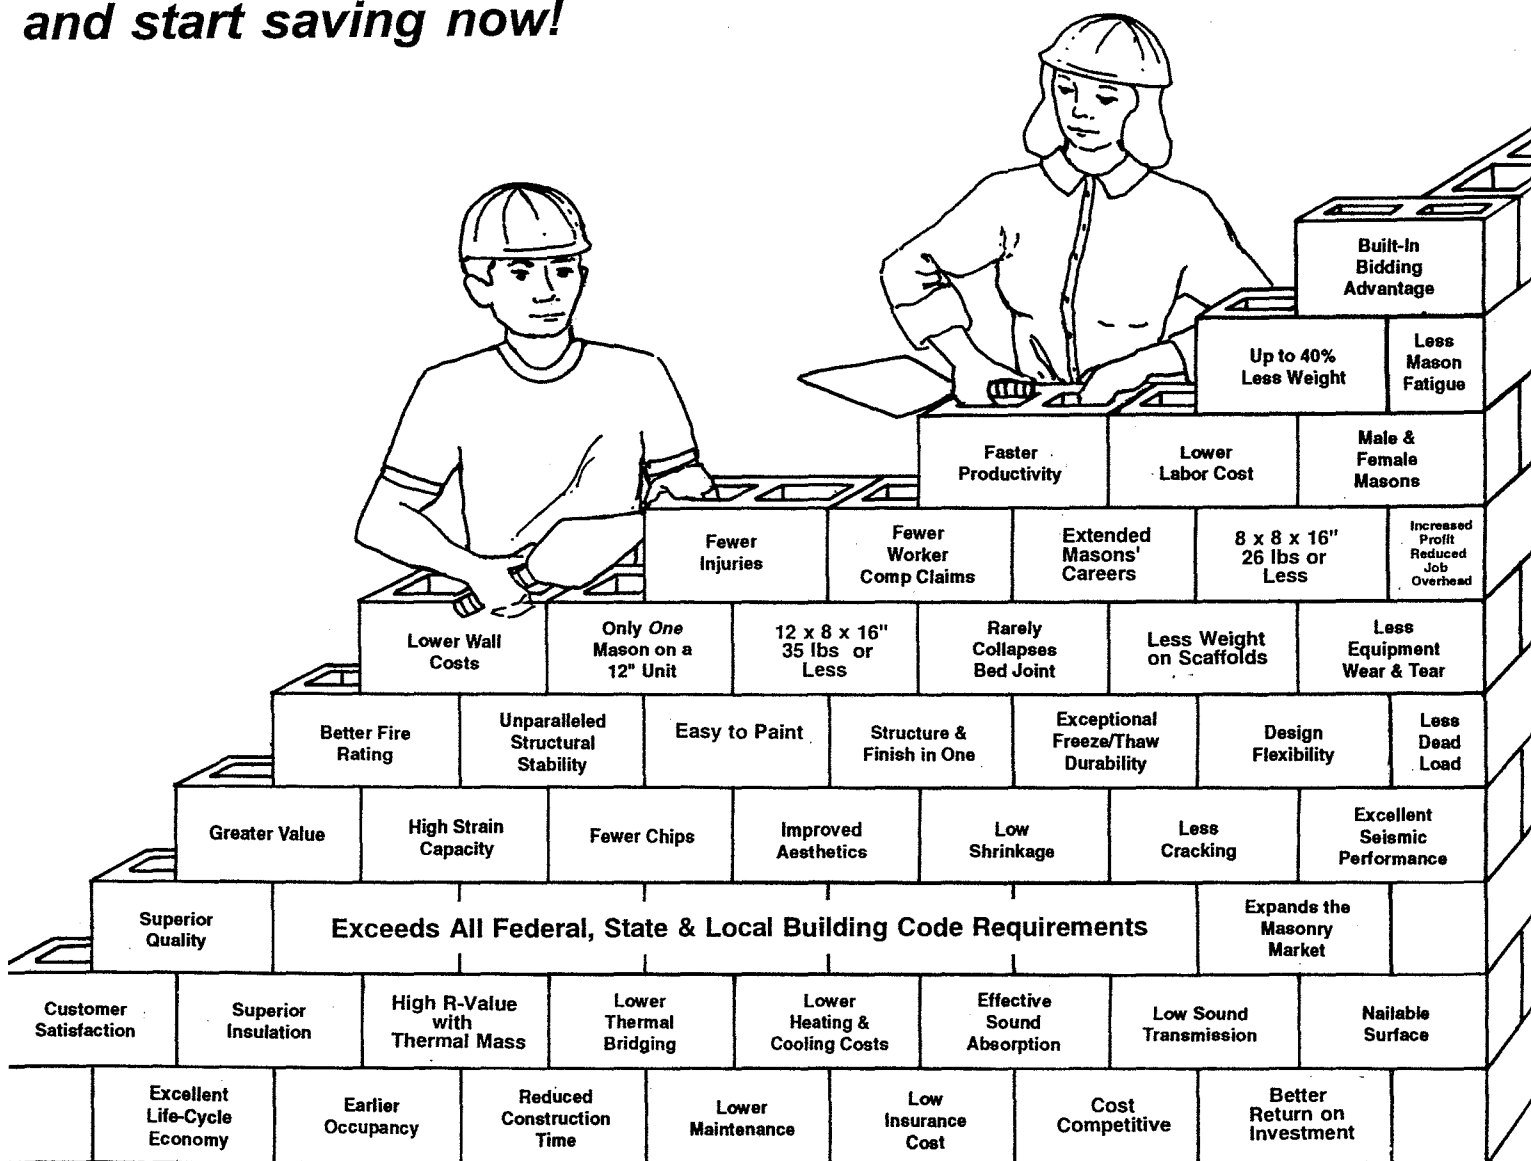 and start saving now!
Built-In
Bidding
Advantage
Up to 40%
Less Weight
Less
Mason
Fatigue
Faster
Productivity
Lower
Labor Cost
Male &
Female
Masons
Fewer
Injuries
Fewer
Worker
Comp Claims
Extended
Masons'
Careers
8 x 8 x 16"
26 lbs or
Less
Increased
Profit
Reduced
Job
Overhead
Lower Wall
Costs
Only One
Mason on a
12" Unit
12 x 8 x 16"
35 lbs or
Less
Rarely
Collapses
Bed Joint
Less Weight
on Scaffolds
Less
Equipment
Wear & Tear
Better Fire
Rating
Unparalleled
Structural
Stability
Easy to Paint
Structure &
Finish in One
Exceptional
Freeze/Thaw
Durability
Design
Flexibility
Less
Dead
Load
Greater Value
High Strain
Capacity
Fewer Chips
Improved
Aesthetics
Low
Shrinkage
Less
Cracking
Excellent
Seismic
Performance
Superior
Quality
Exceeds All Federal, State & Local Building Code Requirements
Expands the
Masonry
Market
Customer
Satisfaction
Superior
Insulation
High R-Value
with
Thermal Mass
Lower
Thermal
Bridging
Lower
Heating &
Cooling Costs
Effective
Sound
Absorption
Low Sound
Transmission
Nailable
Surface
Excellent
Life-Cycle
Economy
Earlier
Occupancy
Reduced
Construction
Time
Lower
Maintenance
Low
Insurance
Cost
Cost
Competitive
Better
Return on
Investment